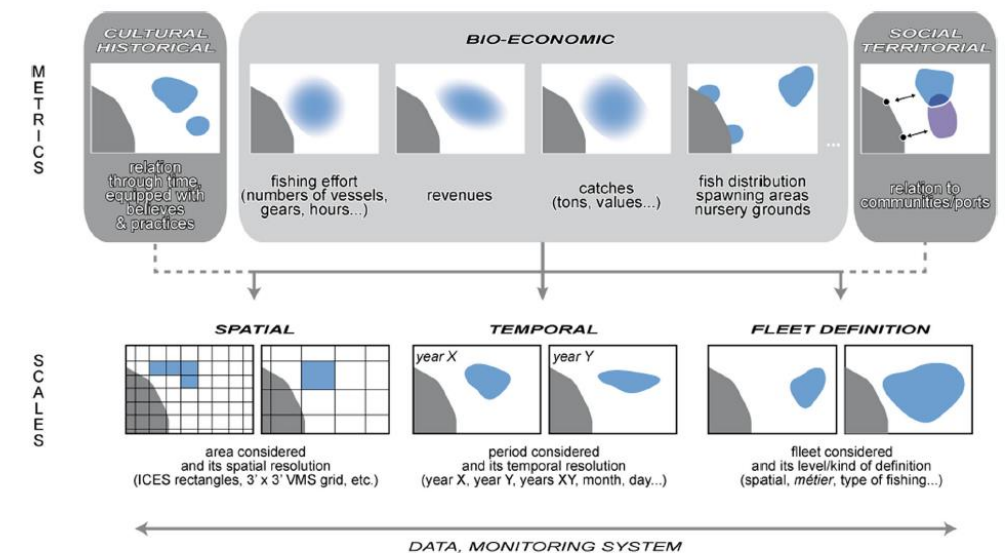 CULTURAL
HISTORICAL
BIO-ECONOMIC
SOCIAL
TERRITORIAL
METRICS
relation
through time,
equipped with
believes
& practices
fishing effort
(numbers of vessels,
gears, hours...)
revenues
catches
(tons, values...)
fish distribution
spawning areas
nursery grounds
...
relation to
communities/ports
SCALES
SPATIAL
TEMPORAL
FLEET DEFINITION
year X
year Y
area considered
and its spatial resolution
(ICES rectangles, 3' x 3' VMS grid, etc.)
period considered
and its temporal resolution
(year X, year Y, years XY, month, day...)
flleet considered
and its level/kind of definition
(spatial, métier, type of fishing...)
DATA, MONITORING SYSTEM